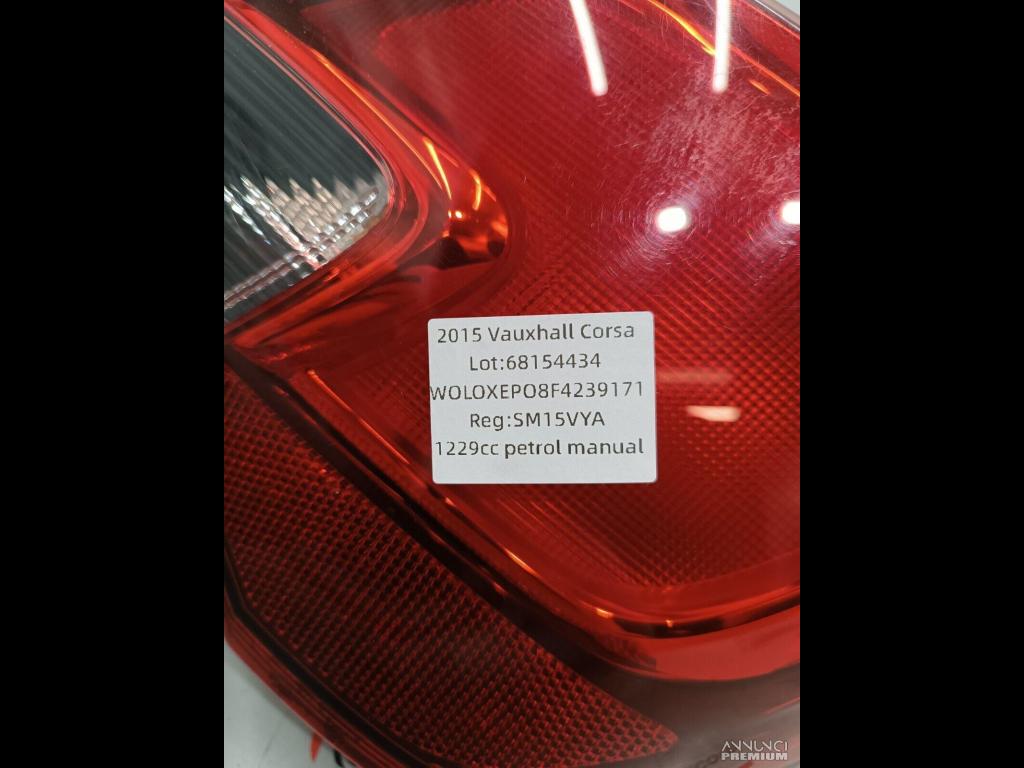 2015 Vauxhall Corsa
Lot:68154434
WOLOXEPO8F4239171
Reg:SM15VYA
1229cc petrol manual
ANNUNCI
PREMIUM